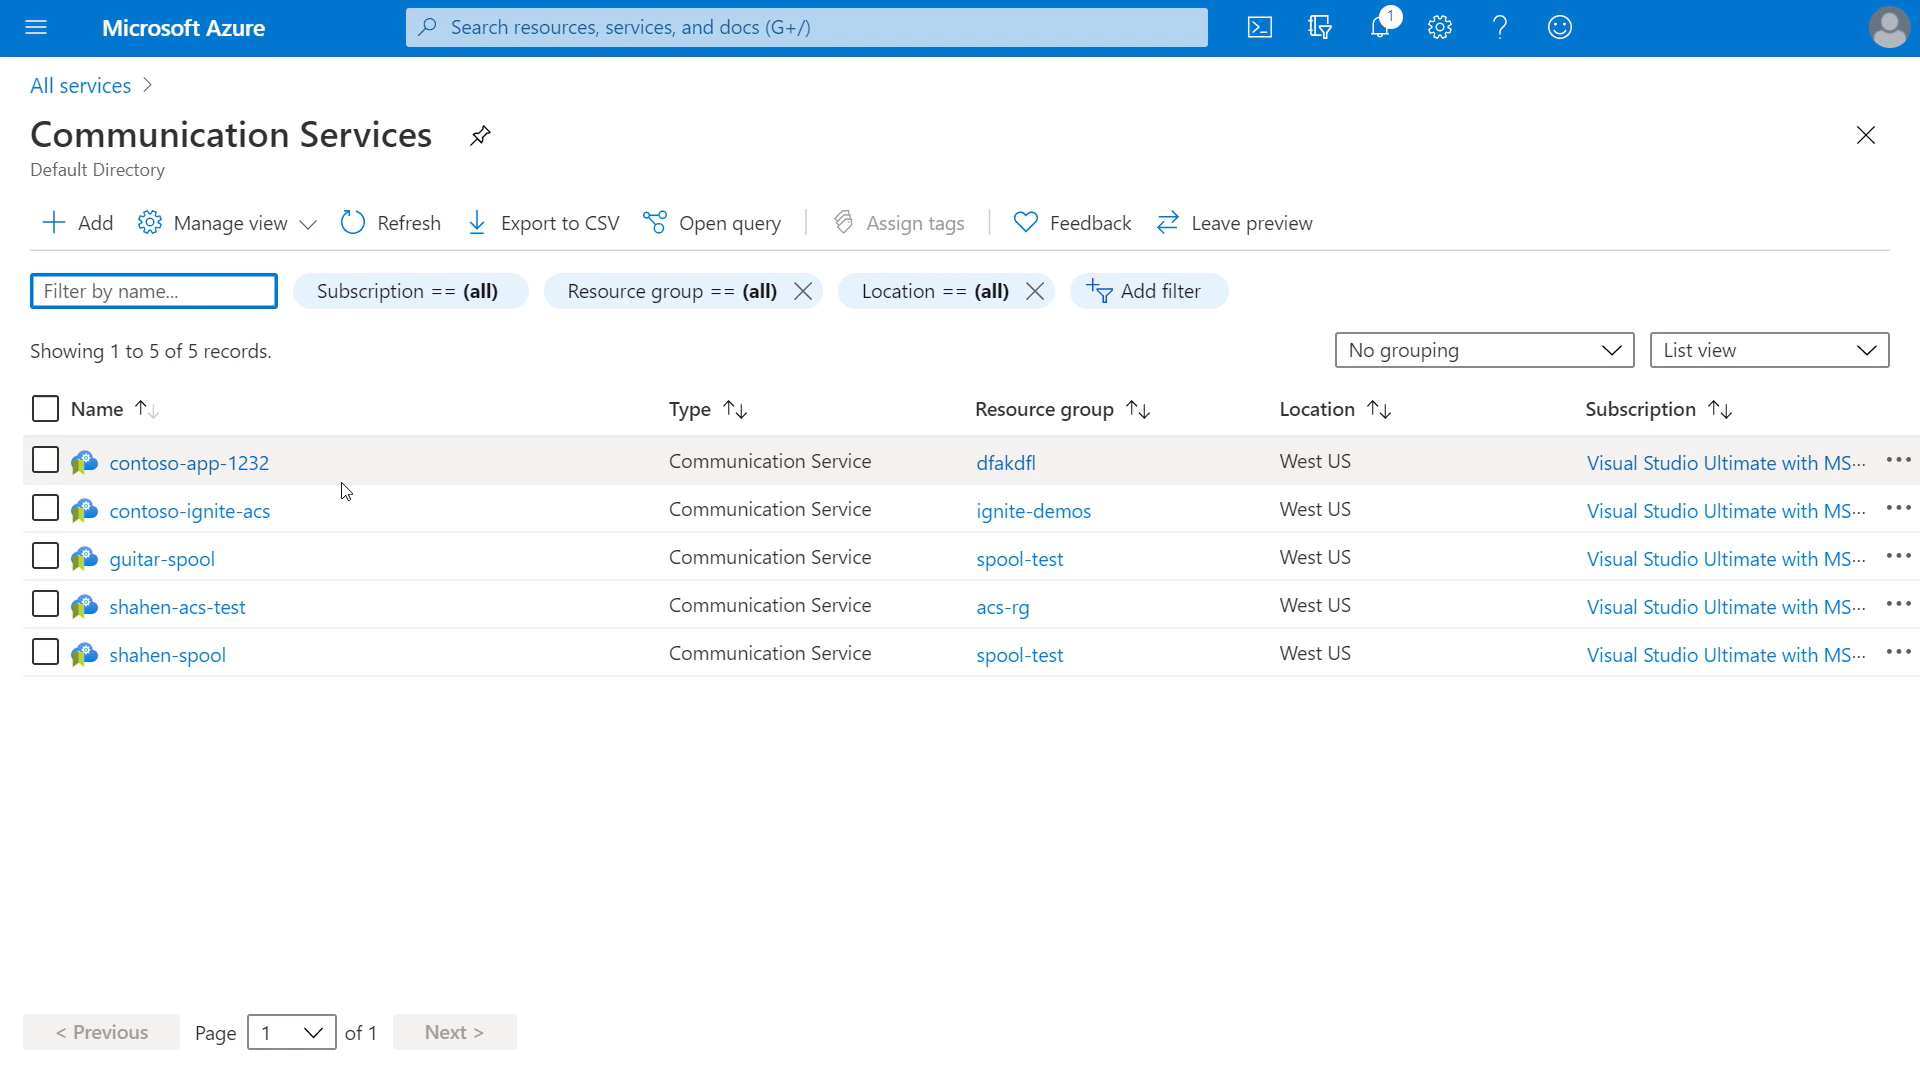 Microsoft Azure
Search resources, services, and docs (G+/)
1
All services
Communication Services
Default Directory
Add Manage view Refresh Export to CSV Open query Assign tags Feedback Leave preview
Filter by name... Subscription == (all) Resource group == (all) Location == (all) Add filter
Showing 1 to 5 of 5 records. No grouping List view
Name Type Resource group Location Subscription
contoso-app-1232 Communication Service dfakdfl West US Visual Studio Ultimate with MS···
contoso-ignite-acs Communication Service ignite-demos West US Visual Studio Ultimate with MS···
guitar-spool Communication Service spool-test West US Visual Studio Ultimate with MS···
shahen-acs-test Communication Service acs-rg West US Visual Studio Ultimate with MS···
shahen-spool Communication Service spool-test West US Visual Studio Ultimate with MS···
< Previous Page 1 of 1 Next >